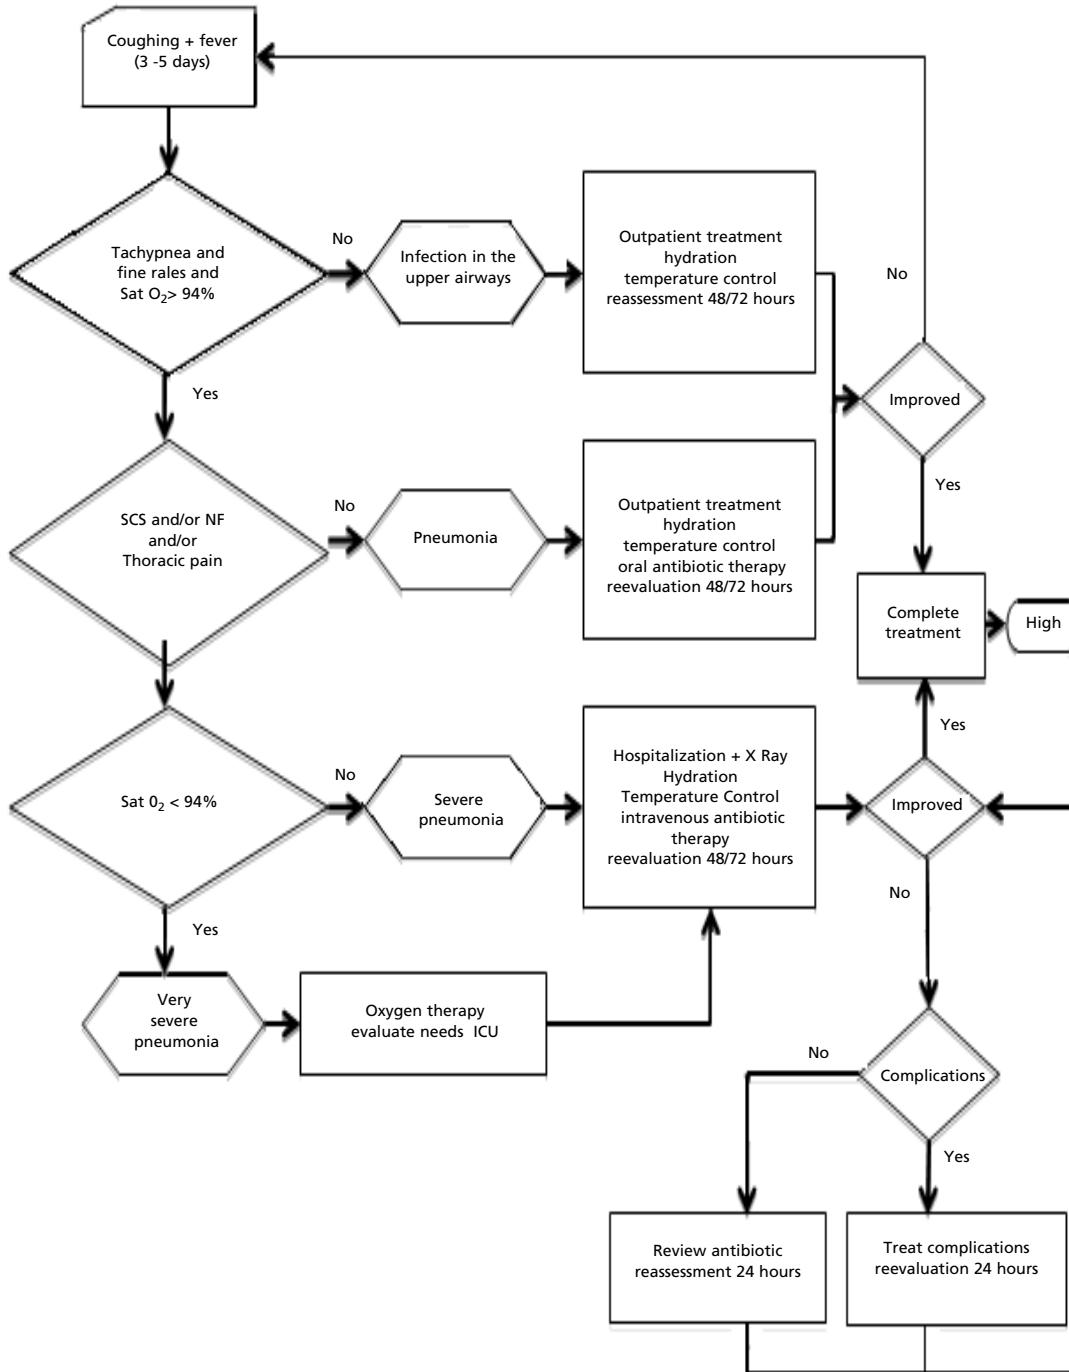 Coughing + fever
(3 -5 days)
Tachypnea and
fine rales and
Sat O₂> 94%
No
Infection in the
upper airways
Outpatient treatment
hydration
temperature control
reassessment 48/72 hours
No
Improved
Yes
Yes
SCS and/or NF
and/or
Thoracic pain
No
Pneumonia
Outpatient treatment
hydration
temperature control
oral antibiotic therapy
reevaluation 48/72 hours
Complete
treatment
High
Yes
Sat 0₂ < 94%
No
Severe
pneumonia
Hospitalization + X Ray
Hydration
Temperature Control
intravenous antibiotic
therapy
reevaluation 48/72 hours
Improved
No
Yes
Very
severe
pneumonia
Oxygen therapy
evaluate needs ICU
No
Complications
Yes
Review antibiotic
reassessment 24 hours
Treat complications
reevaluation 24 hours